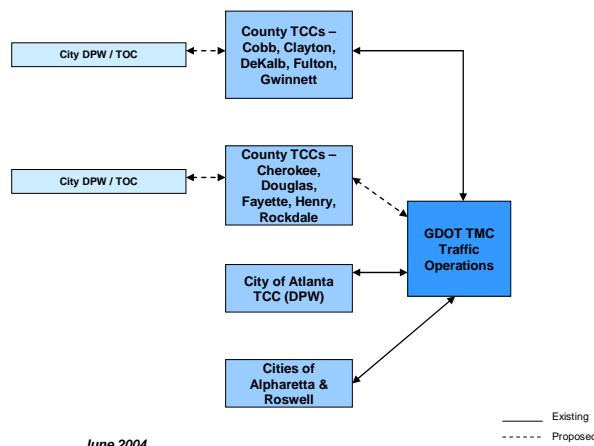 County TCCs –
Cobb, Clayton,
DeKalb, Fulton,
Gwinnett
City DPW / TOC
County TCCs –
Cherokee,
Douglas,
Fayette, Henry,
Rockdale
City DPW / TOC
GDOT TMC
Traffic
Operations
City of Atlanta
TCC (DPW)
Cities of
Alpharetta &
Roswell
Existing
Proposed
June 2004